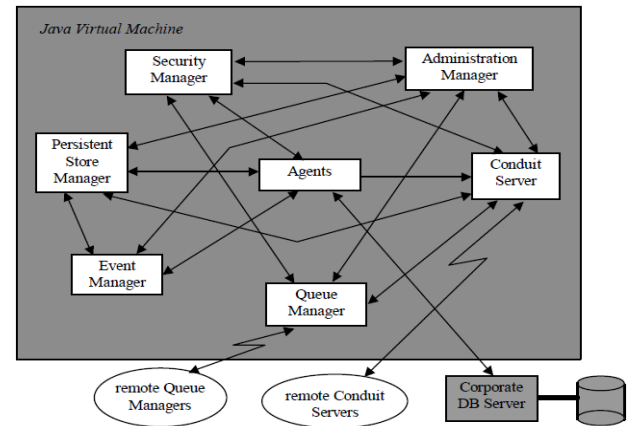 Java Virtual Machine
Security
Manager
Administration
Manager
Persistent
Store
Manager
Agents
Conduit
Server
Event
Manager
Queue
Manager
remote Queue
Managers
remote Conduit
Servers
Corporate
DB Server